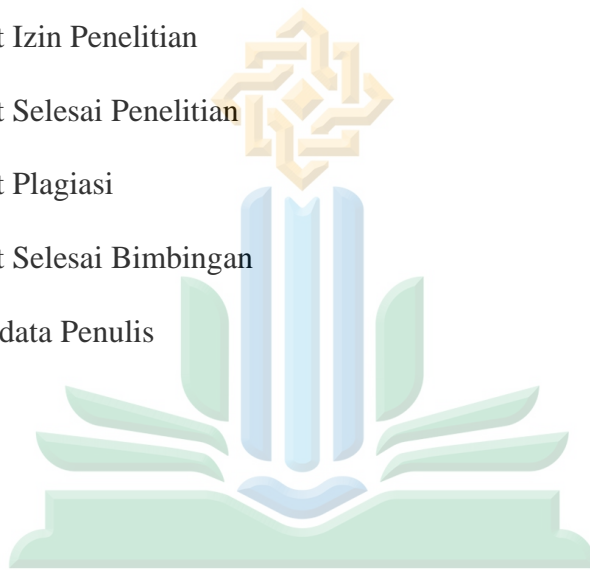 t Izin Penelitian
t Selesai Penelitian
t Plagiasi
t Selesai Bimbingan
data Penulis